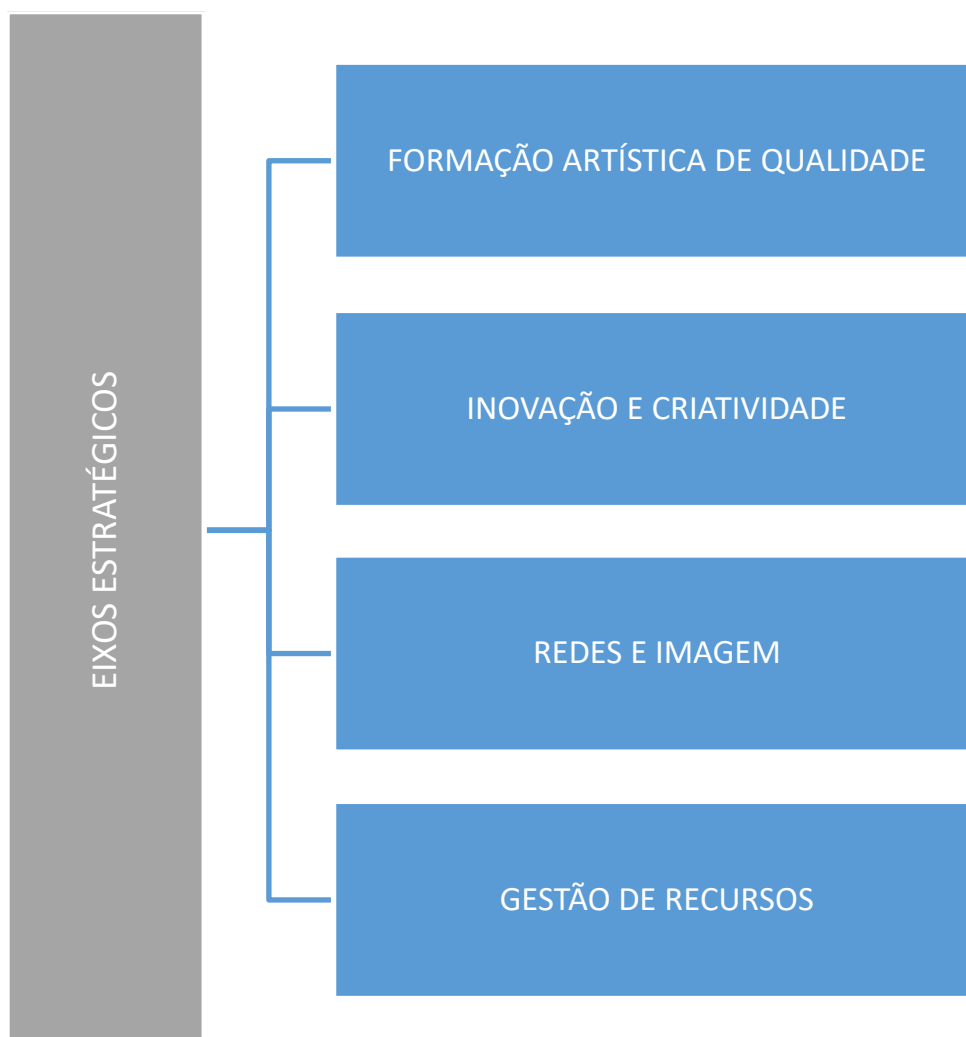 EIXOS ESTRATÉGICOS
FORMAÇÃO ARTÍSTICA DE QUALIDADE
INOVAÇÃO E CRIATIVIDADE
REDES E IMAGEM
GESTÃO DE RECURSOS